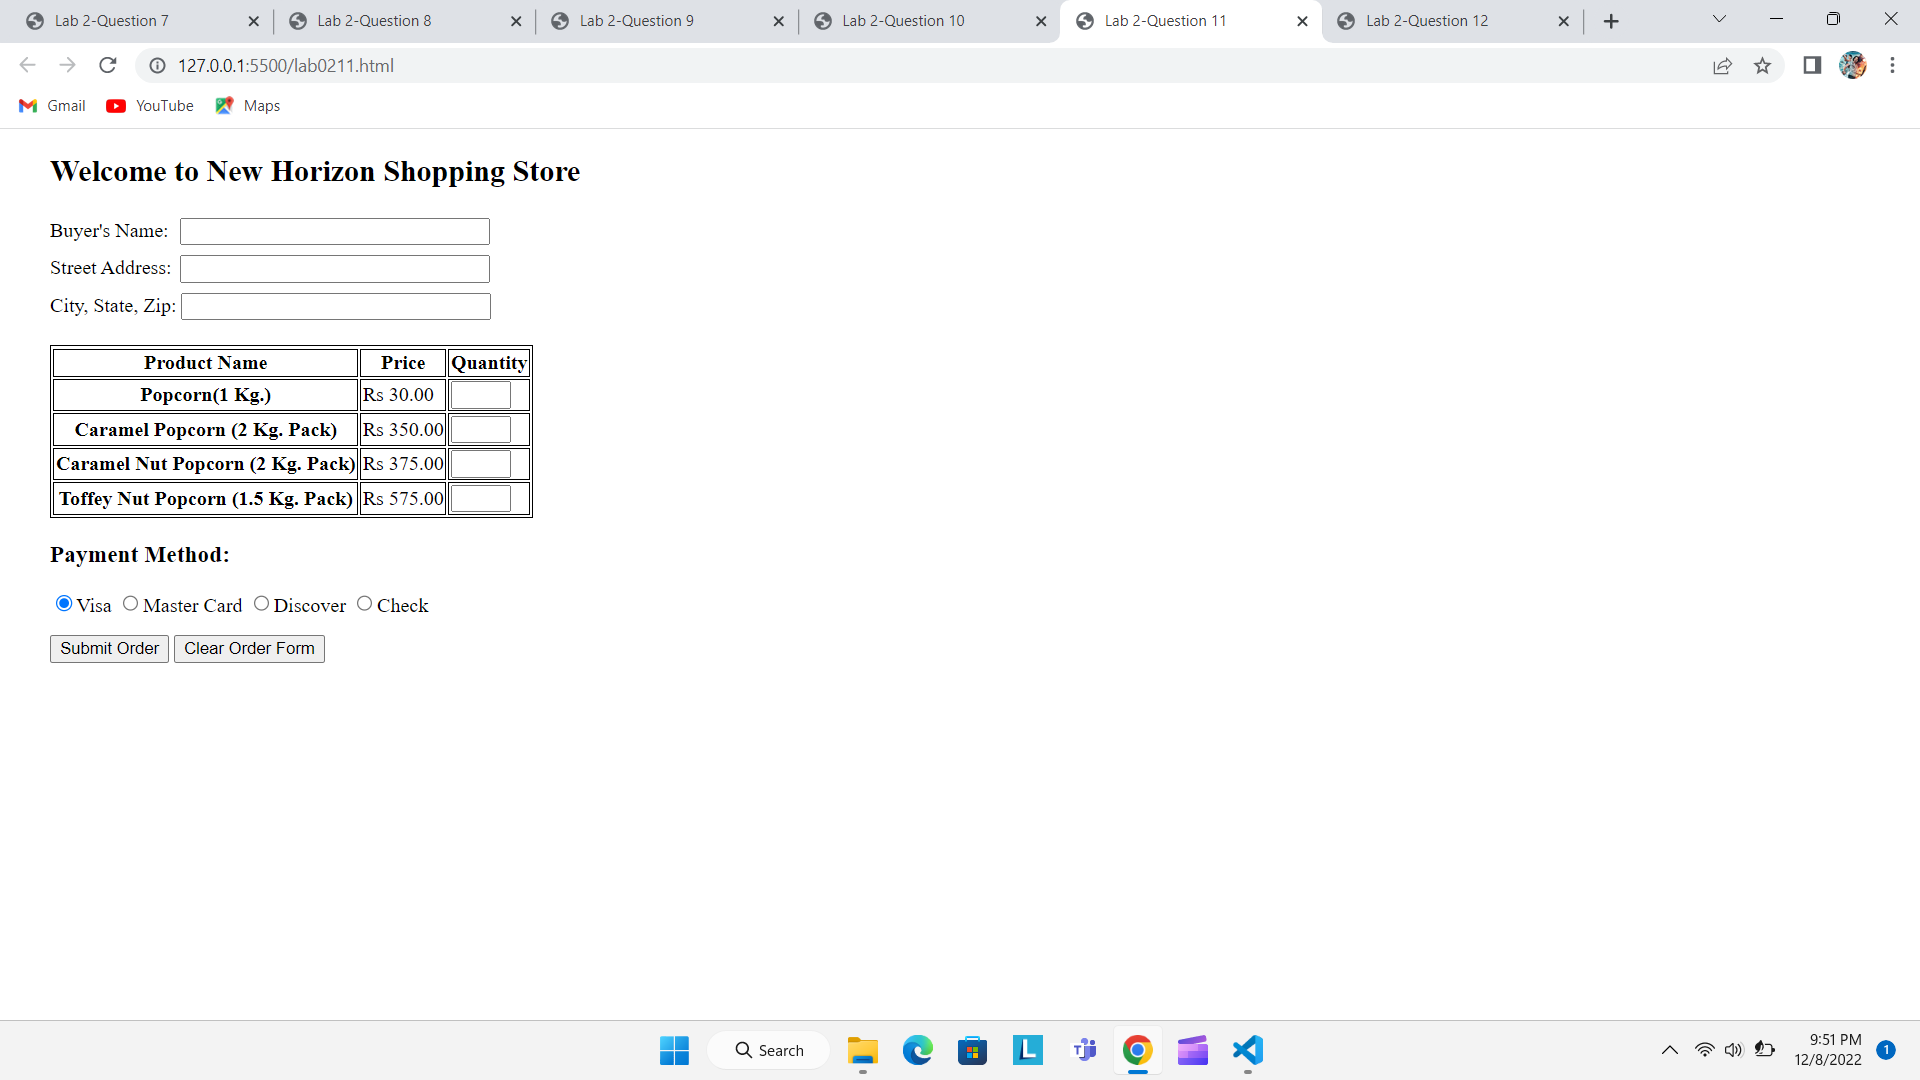 Lab 2-Question 7
Lab 2-Question 8
Lab 2-Question 9
Lab 2-Question 10
Lab 2-Question 11
Lab 2-Question 12
127.0.0.1:5500/lab0211.html
Gmail
YouTube
Maps
Welcome to New Horizon Shopping Store
Buyer's Name:
Street Address:
City, State, Zip:
Product Name Price Quantity
Popcorn(1 Kg.) Rs 30.00
Caramel Popcorn (2 Kg. Pack) Rs 350.00
Caramel Nut Popcorn (2 Kg. Pack) Rs 375.00
Toffey Nut Popcorn (1.5 Kg. Pack) Rs 575.00
Payment Method:
Visa Master Card Discover Check
Submit Order Clear Order Form
Search
L
T
9:51 PM
12/8/2022
1